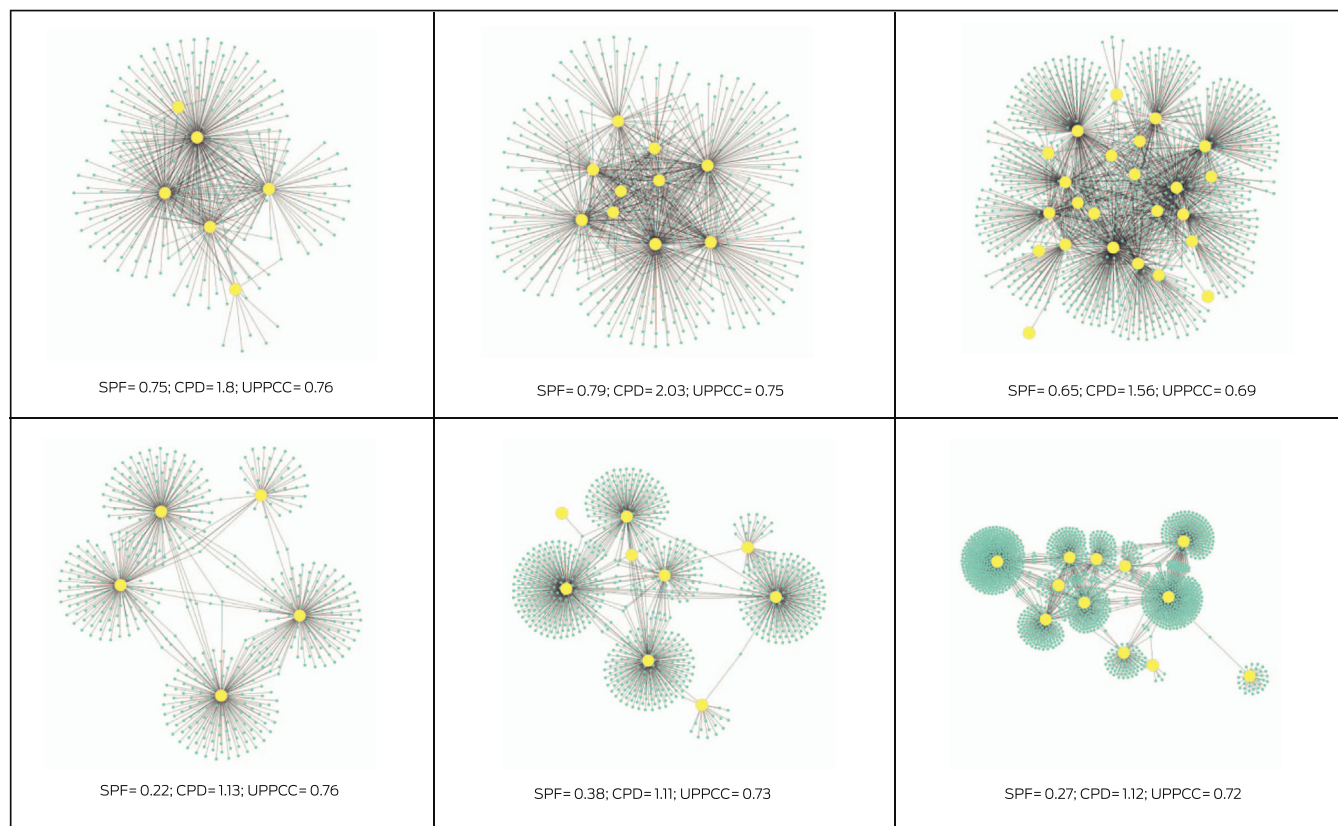 SPF= 0.75; CPD= 1.8; UPPCC= 0.76
SPF= 0.79; CPD= 2.03; UPPCC= 0.75
SPF= 0.65; CPD= 1.56; UPPCC= 0.69
SPF= 0.22; CPD= 1.13; UPPCC= 0.76
SPF= 0.38; CPD= 1.11; UPPCC= 0.73
SPF= 0.27; CPD= 1.12; UPPCC= 0.72